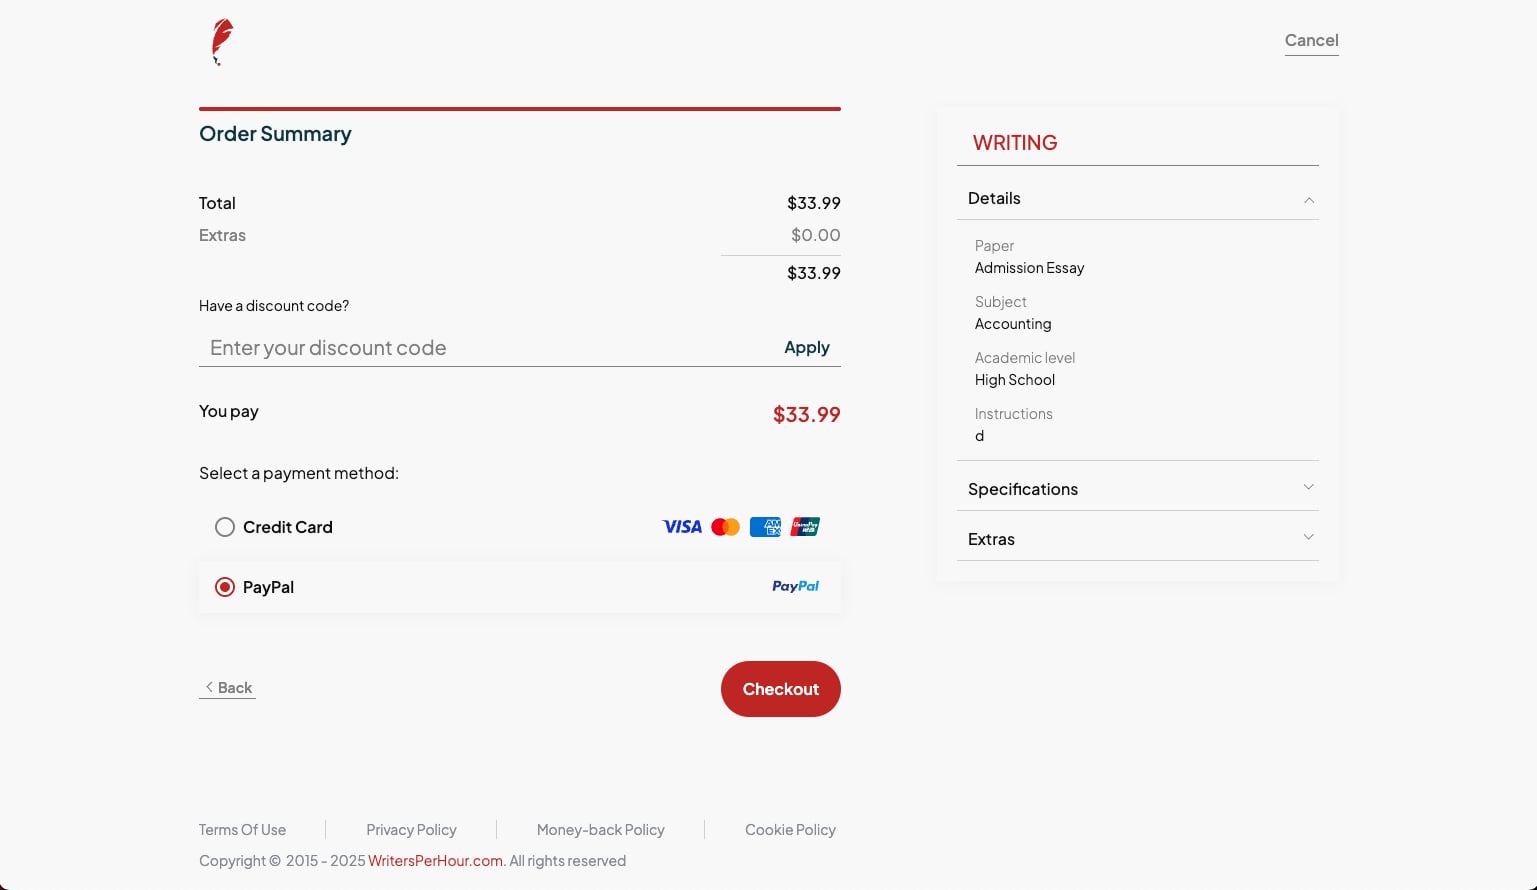 Cancel
Order Summary
Total $33.99
Extras $0.00
$33.99
Have a discount code?
Enter your discount code Apply
You pay $33.99
Select a payment method:
Credit Card VISA AMEX UnionPay
PayPal PayPal
Back Checkout
WRITING
Details
Paper
Admission Essay
Subject
Accounting
Academic level
High School
Instructions
d
Specifications
Extras
Terms Of Use Privacy Policy Money-back Policy Cookie Policy
Copyright © 2015 - 2025 WritersPerHour.com. All rights reserved